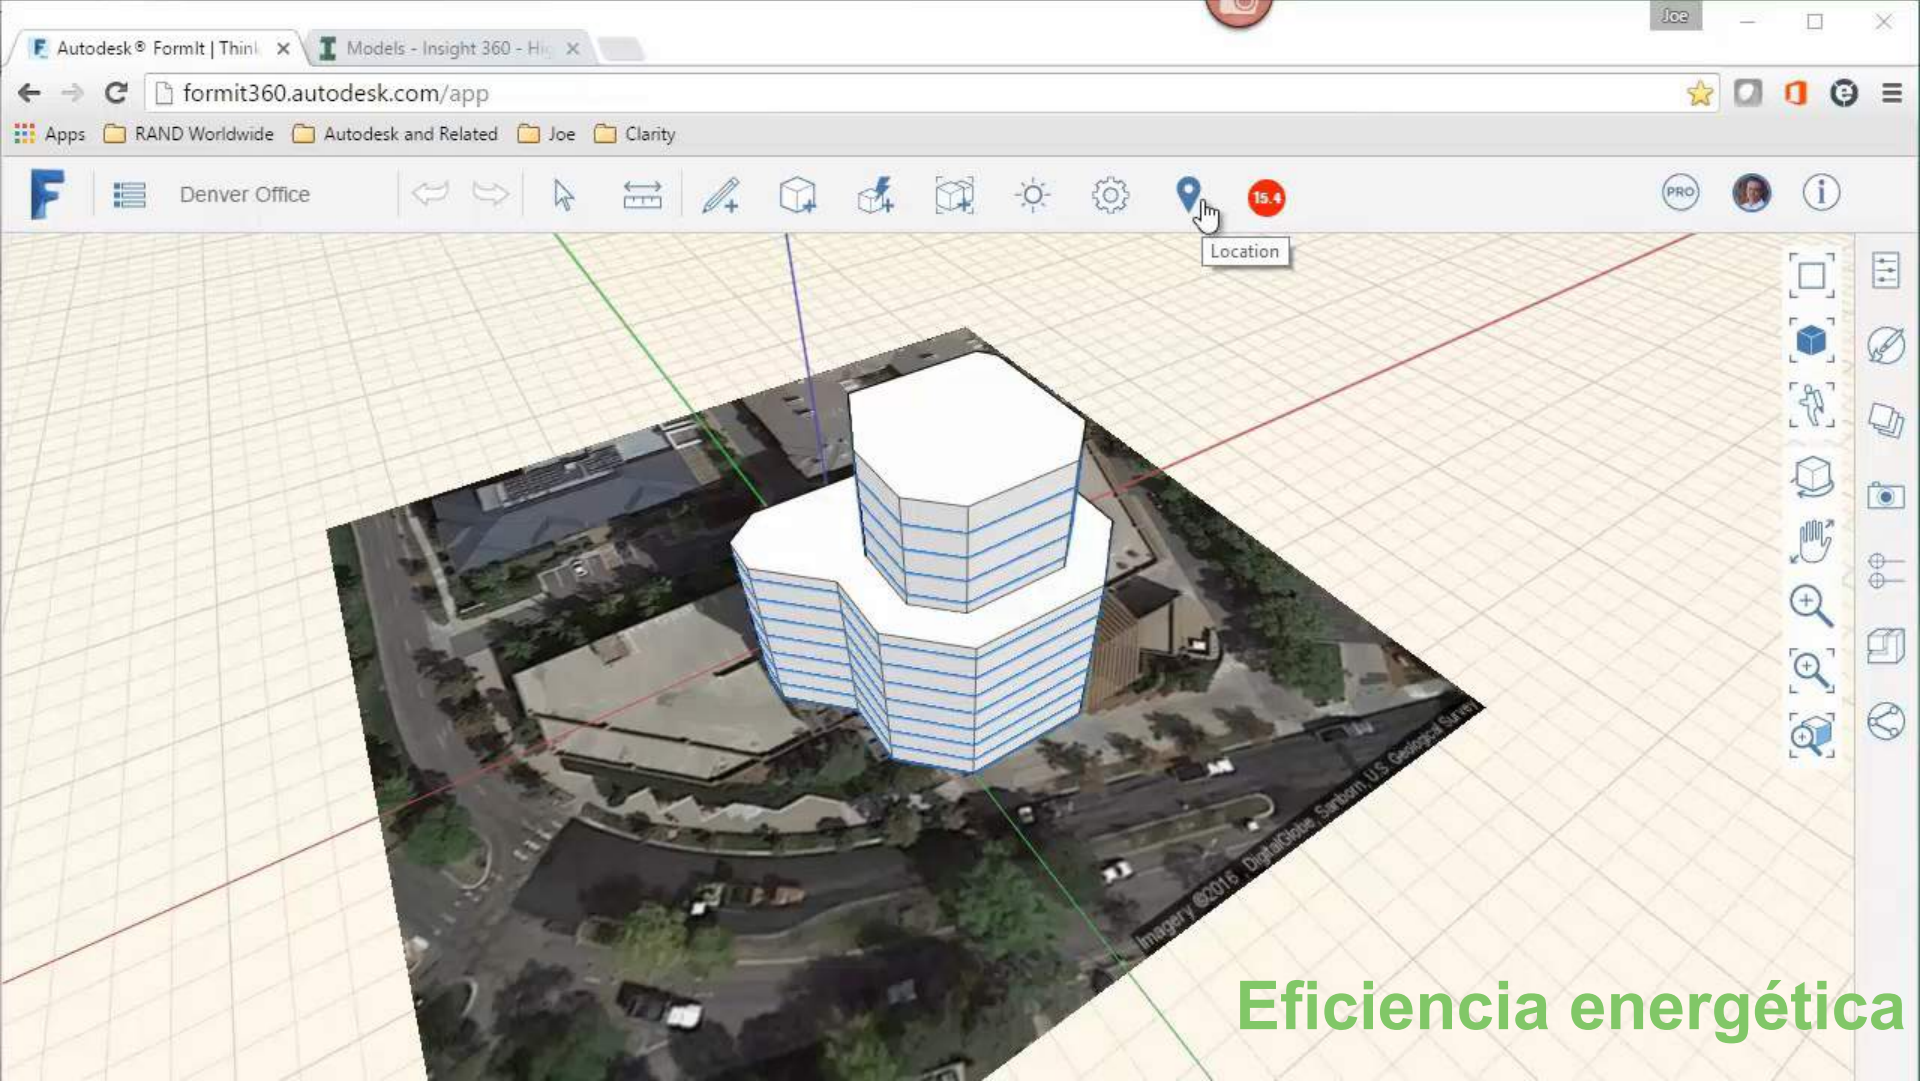 Joe
Autodesk® FormIt | Think
Models - Insight 360 - Hig
formit360.autodesk.com/app
Apps
RAND Worldwide
Autodesk and Related
Joe
Clarity
Denver Office
15.4
PRO
Location
Imagery ©2016, DigitalGlobe, Sanborn, U.S. Geological Survey
Eficiencia energética